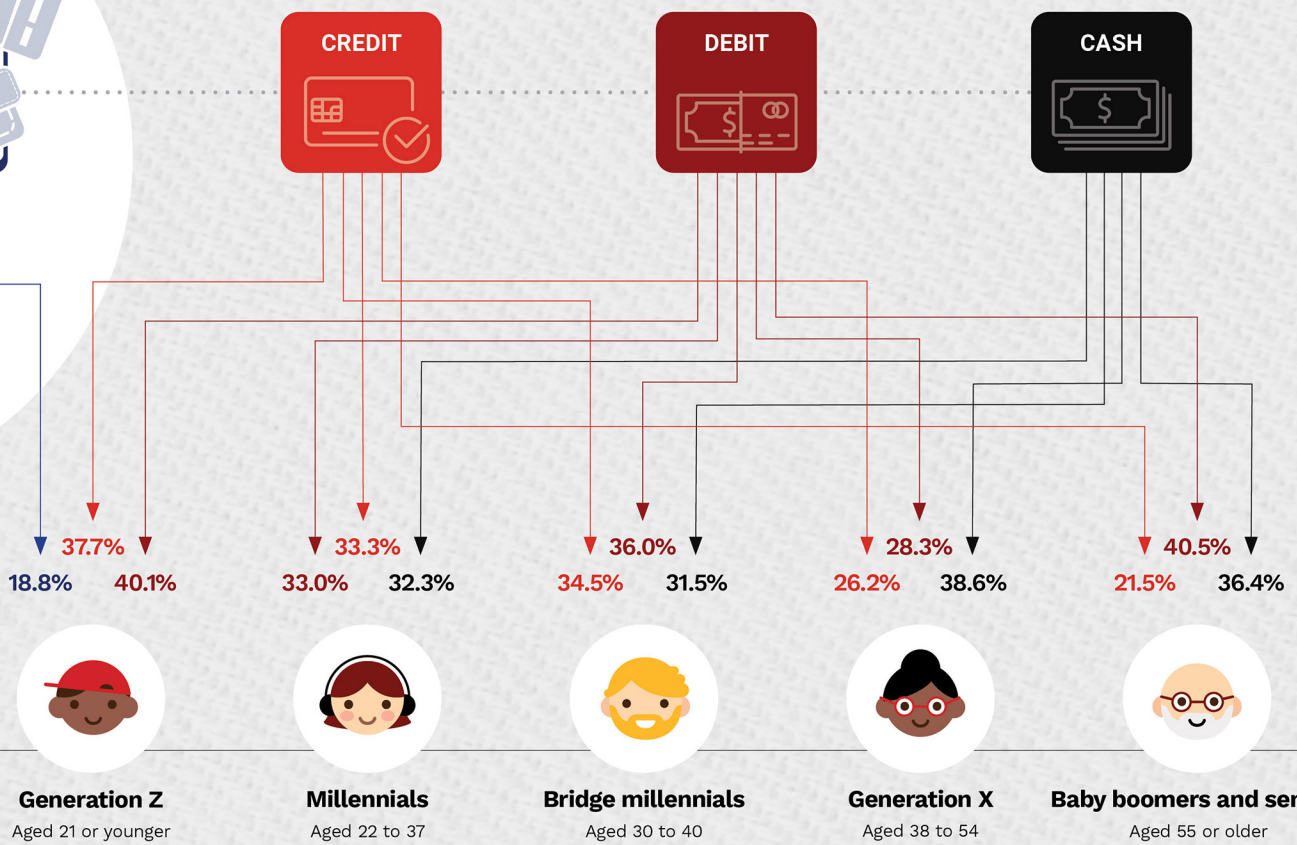 CREDIT
DEBIT
CASH
37.7%
33.3%
36.0%
28.3%
40.5%
18.8%
40.1%
33.0%
32.3%
34.5%
31.5%
26.2%
38.6%
21.5%
36.4%
Generation Z
Millennials
Bridge millennials
Generation X
Baby boomers and
Aged 21 or younger
Aged 22 to 37
Aged 30 to 40
Aged 38 to 54
Aged 55 or older